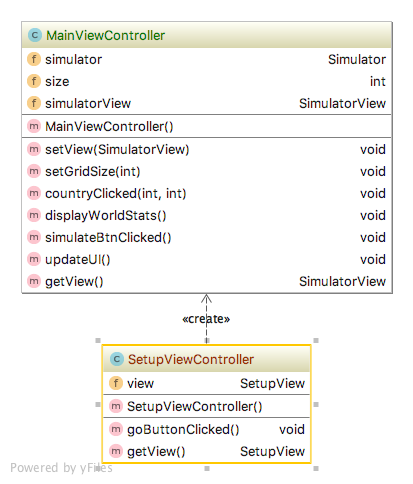 C MainViewController
f simulator Simulator
f size int
f simulatorView SimulatorView
m MainViewController()
m setView(SimulatorView) void
m setGridSize(int) void
m countryClicked(int, int) void
m displayWorldStats() void
m simulateBtnClicked() void
m updateUI() void
m getView() SimulatorView
«create»
C SetupViewController
f view SetupView
m SetupViewController()
m goButtonClicked() void
m getView() SetupView
Powered by yFiles